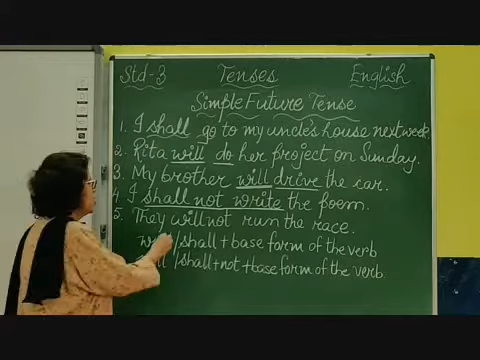 Std-3 Tenses English
Simple Future Tense
1. I shall go to my uncle's house next week.
2. Rita will do her project on Sunday.
3. My brother will drive the car.
4. I shall not write the poem.
5. They will not run the race.
will/shall + base form of the verb
/shall + not + base form of the verb